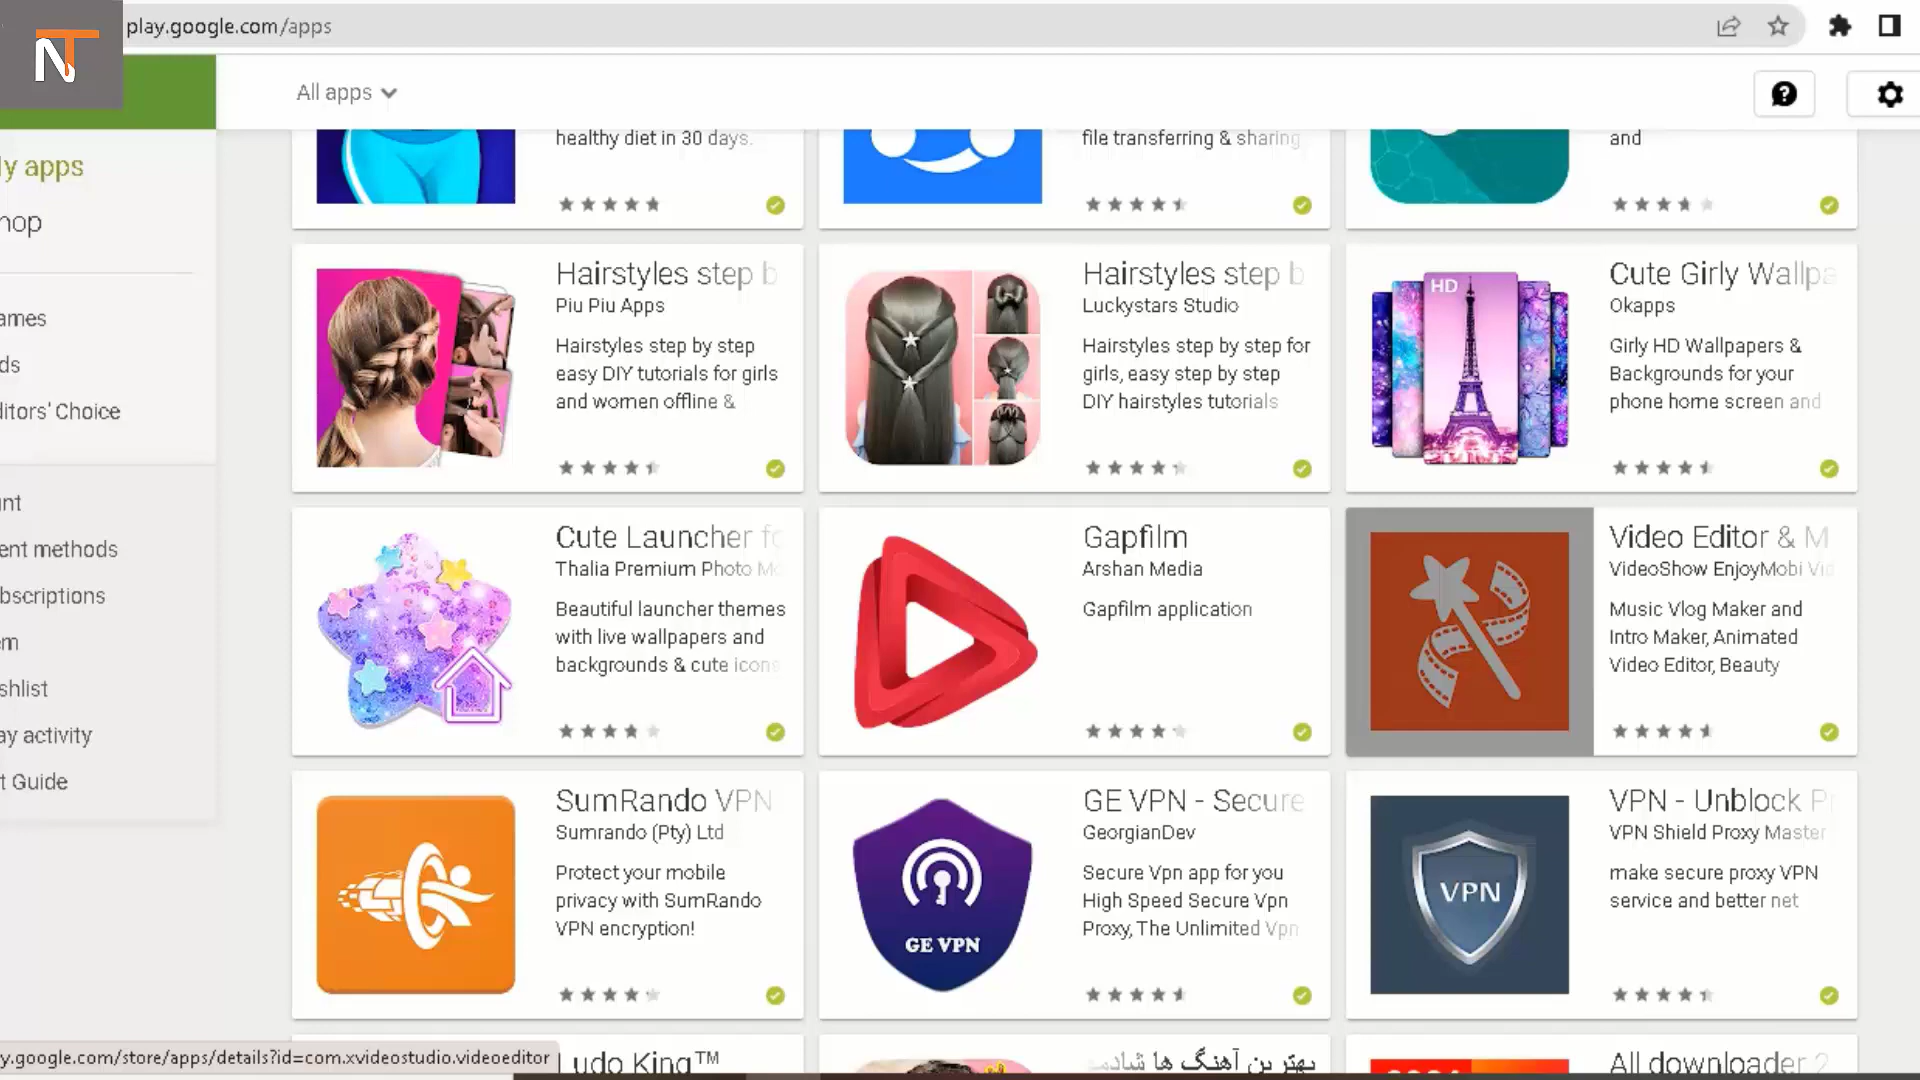 NT
play.google.com/apps
All apps
ly apps
hop
ames
ds
ditors' Choice
unt
ent methods
bscriptions
em
shlist
ay activity
t Guide
healthy diet in 30 days.
file transferring & sharing
and
Hairstyles step b
Piu Piu Apps
Hairstyles step by step
easy DIY tutorials for girls
and women offline &
Hairstyles step b
Luckystars Studio
Hairstyles step by step for
girls, easy step by step
DIY hairstyles tutorials
HD
Cute Girly Wallpa
Okapps
Girly HD Wallpapers &
Backgrounds for your
phone home screen and
Cute Launcher fo
Thalia Premium Photo Mo
Beautiful launcher themes
with live wallpapers and
backgrounds & cute icons
Gapfilm
Arshan Media
Gapfilm application
Video Editor & M
VideoShow EnjoyMobi Vid
Music Vlog Maker and
Intro Maker, Animated
Video Editor, Beauty
SumRando VPN
Sumrando (Pty) Ltd
Protect your mobile
privacy with SumRando
VPN encryption!
GE VPN
GE VPN - Secure
GeorgianDev
Secure Vpn app for you
High Speed Secure Vpn
Proxy, The Unlimited Vpn
VPN
VPN - Unblock Pr
VPN Shield Proxy Master
make secure proxy VPN
service and better net
y.google.com/store/apps/details?id=com.xvideostudio.videoeditor
Ludo King™
بهترین آهنگ ها شادمـ
All downloader 2